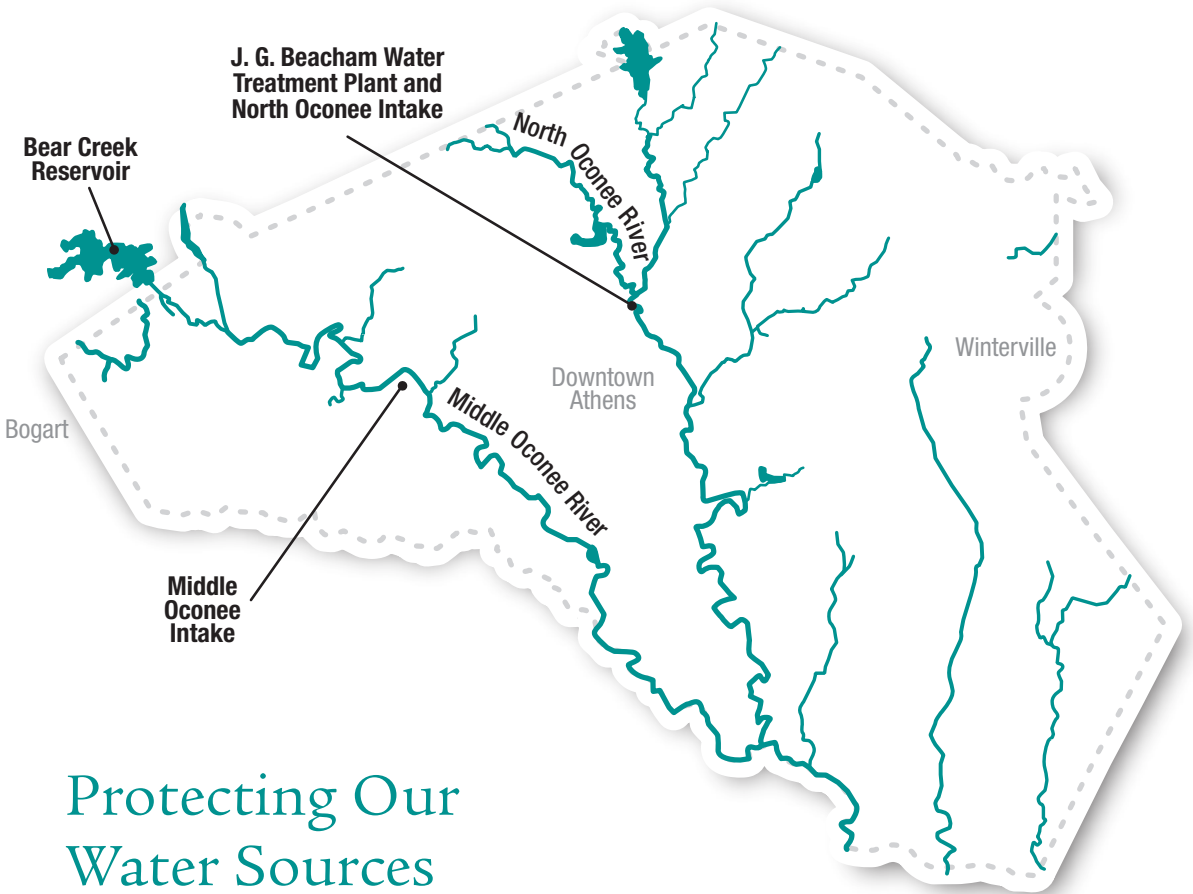 J. G. Beacham Water
Treatment Plant and
North Oconee Intake
North Oconee River
Bear Creek
Reservoir
Winterville
Downtown
Athens
Bogart
Middle Oconee River
Middle
Oconee
Intake
Protecting Our
Water Sources